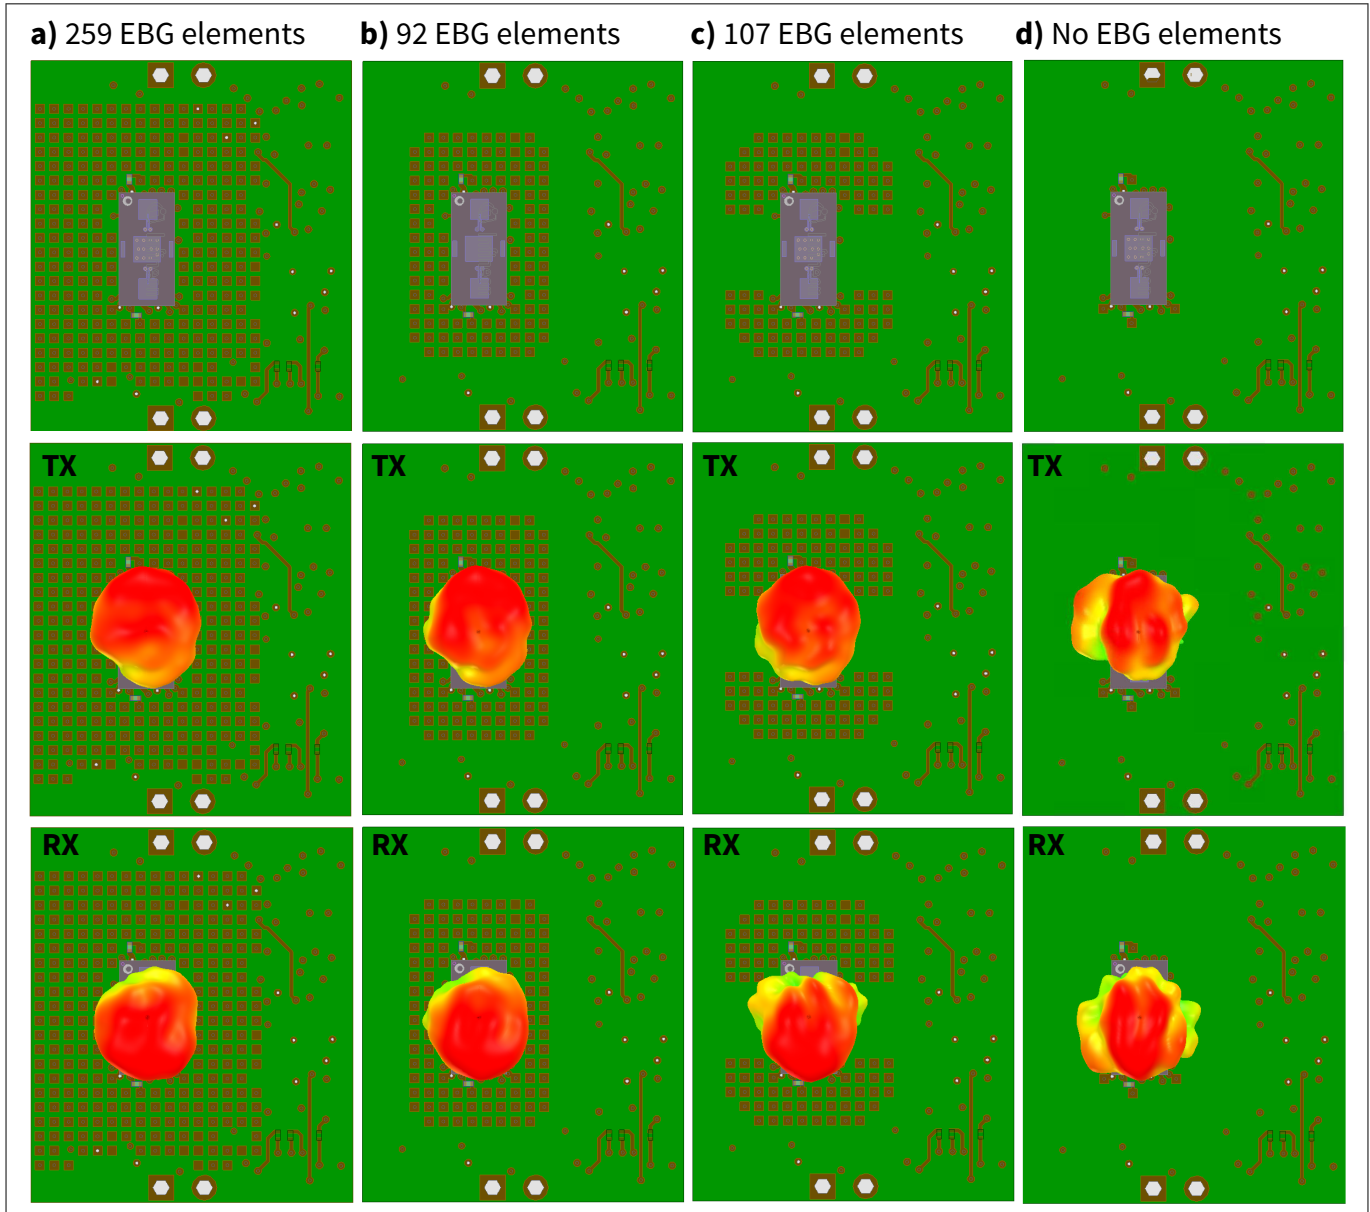 a) 259 EBG elements
b) 92 EBG elements
c) 107 EBG elements
d) No EBG elements
TX
TX
TX
TX
RX
RX
RX
RX